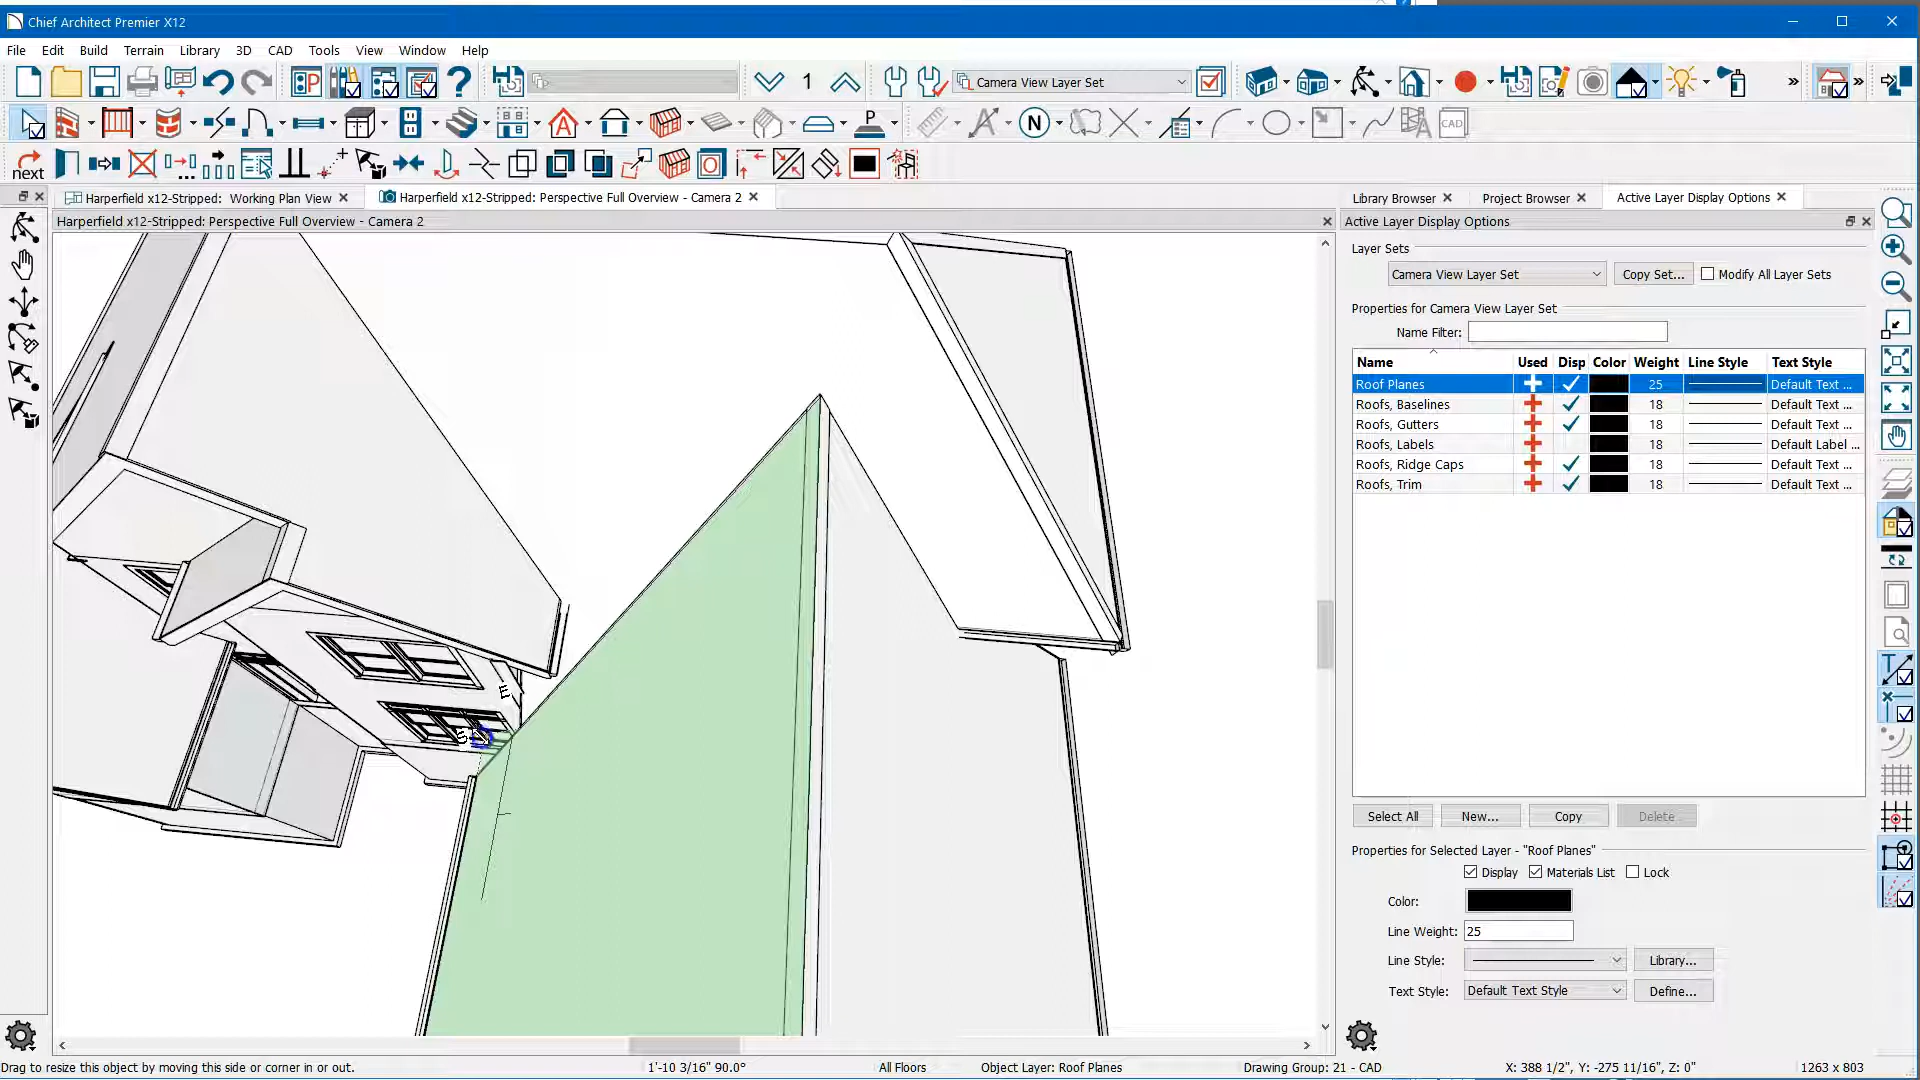 Chief Architect Premier X12
File Edit Build Terrain Library 3D CAD Tools View Window Help
1 Camera View Layer Set
N P CAD
next
Harperfield x12-Stripped: Working Plan View Harperfield x12-Stripped: Perspective Full Overview - Camera 2 Library Browser Project Browser Active Layer Display Options
Harperfield x12-Stripped: Perspective Full Overview - Camera 2 Active Layer Display Options
Layer Sets
Camera View Layer Set Copy Set... Modify All Layer Sets
Properties for Camera View Layer Set
Name Filter:
Name Used Disp Color Weight Line Style Text Style
Roof Planes 25 Default Text ...
Roofs, Baselines 18 Default Text ...
Roofs, Gutters 18 Default Text ...
Roofs, Labels 18 Default Label ...
Roofs, Ridge Caps 18 Default Text ...
Roofs, Trim 18 Default Text ...
E
S
Select All New... Copy Delete
Properties for Selected Layer - "Roof Planes"
Display Materials List Lock
Color:
Line Weight: 25
Line Style: Library...
Text Style: Default Text Style Define...
Drag to resize this object by moving this side or corner in or out. 1'-10 3/16" 90.0° All Floors Object Layer: Roof Planes Drawing Group: 21 - CAD X: 388 1/2", Y: -275 11/16", Z: 0" 1263 x 803